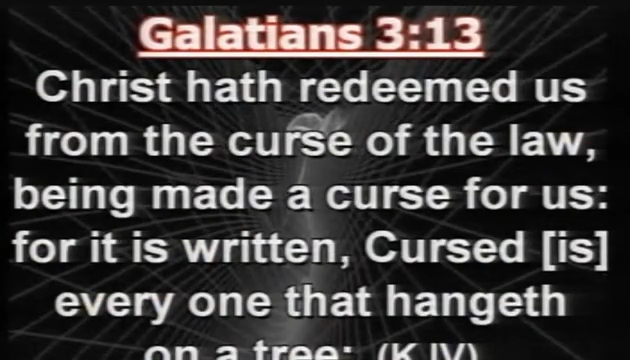 Galatians 3:13
Christ hath redeemed us
from the curse of the law,
being made a curse for us:
for it is written, Cursed [is]
every one that hangeth
on a tree: (KJV)